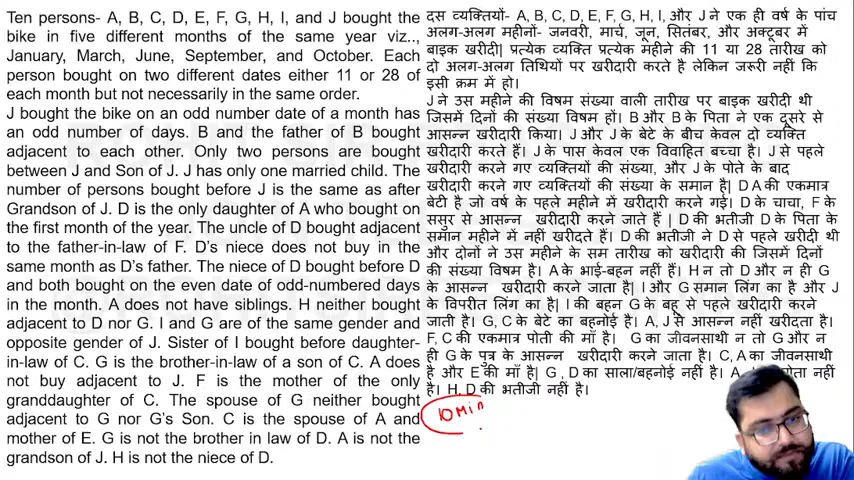 Ten persons- A, B, C, D, E, F, G, H, I, and J bought the
bike in five different months of the same year viz..,
January, March, June, September, and October. Each
person bought on two different dates either 11 or 28 of
each month but not necessarily in the same order.
J bought the bike on an odd number date of a month has
an odd number of days. B and the father of B bought
adjacent to each other. Only two persons are bought
between J and Son of J. J has only one married child. The
number of persons bought before J is the same as after
Grandson of J. D is the only daughter of A who bought on
the first month of the year. The uncle of D bought adjacent
to the father-in-law of F. D's niece does not buy in the
same month as D's father. The niece of D bought before D
and both bought on the even date of odd-numbered days
in the month. A does not have siblings. H neither bought
adjacent to D nor G. I and G are of the same gender and
opposite gender of J. Sister of I bought before daughter-
in-law of C. G is the brother-in-law of a son of C. A does
not buy adjacent to J. F is the mother of the only
granddaughter of C. The spouse of G neither bought
adjacent to G nor G's Son. C is the spouse of A and
mother of E. G is not the brother in law of D. A is not the
grandson of J. H is not the niece of D.
दस व्यक्तियों- A, B, C, D, E, F, G, H, I, और J ने एक ही वर्ष के पांच
अलग-अलग महीनों- जनवरी, मार्च, जून, सितंबर, और अक्टूबर में
बाइक खरीदी| प्रत्येक व्यक्ति प्रत्येक महीने की 11 या 28 तारीख को
दो अलग-अलग तिथियों पर खरीदारी करते है लेकिन जरूरी नहीं कि
इसी क्रम में हो।
J ने उस महीने की विषम संख्या वाली तारीख पर बाइक खरीदी थी
जिसमें दिनों की संख्या विषम हों। B और B के पिता ने एक दूसरे से
आसन्न खरीदारी किया। J और J के बेटे के बीच केवल दो व्यक्ति
खरीदारी करते हैं। J के पास केवल एक विवाहित बच्चा है। J से पहले
खरीदारी करने गए व्यक्तियों की संख्या, और J के पोते के बाद
खरीदारी करने गए व्यक्तियों की संख्या के समान है| D A की एकमात्र
बेटी है जो वर्ष के पहले महीने में खरीदारी करने गई। D के चाचा, F के
ससुर से आसन्न खरीदारी करने जाते हैं | D की भतीजी D के पिता के
समान महीने में नहीं खरीदते हैं। D की भतीजी ने D से पहले खरीदी थी
और दोनों ने उस महीने के सम तारीख को खरीदी की जिसमें दिनों
की संख्या विषम है। A के भाई-बहन नहीं हैं। H न तो D और न ही G
के आसन्न खरीदारी करने जाता है| I और G समान लिंग का है और J
के विपरीत लिंग का है| I की बहन G के बहू से पहले खरीदारी करने
जाती है। G, C के बेटे का बहनोई है। A, J से आसन्न नहीं खरीदता है।
F, C की एकमात्र पोती की माँ है। G का जीवनसाथी न तो G और न
ही G के पुत्र के आसन्न खरीदारी करने जाता है। C, A का जीवनसाथी
है और E की माँ है| G , D का साला/बहनोई नहीं है। A, नहीं
है। H, D की भतीजी नहीं है।
10 Min